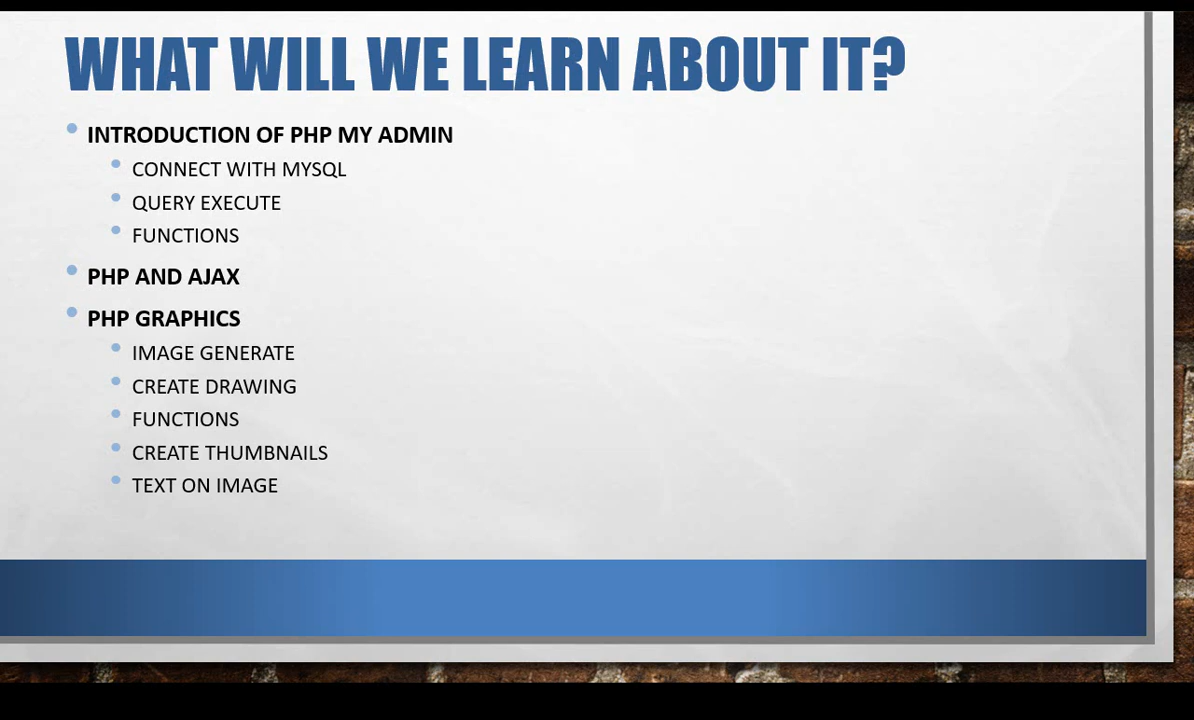 WHAT WILL WE LEARN ABOUT IT?
INTRODUCTION OF PHP MY ADMIN
CONNECT WITH MYSQL
QUERY EXECUTE
FUNCTIONS
PHP AND AJAX
PHP GRAPHICS
IMAGE GENERATE
CREATE DRAWING
FUNCTIONS
CREATE THUMBNAILS
TEXT ON IMAGE